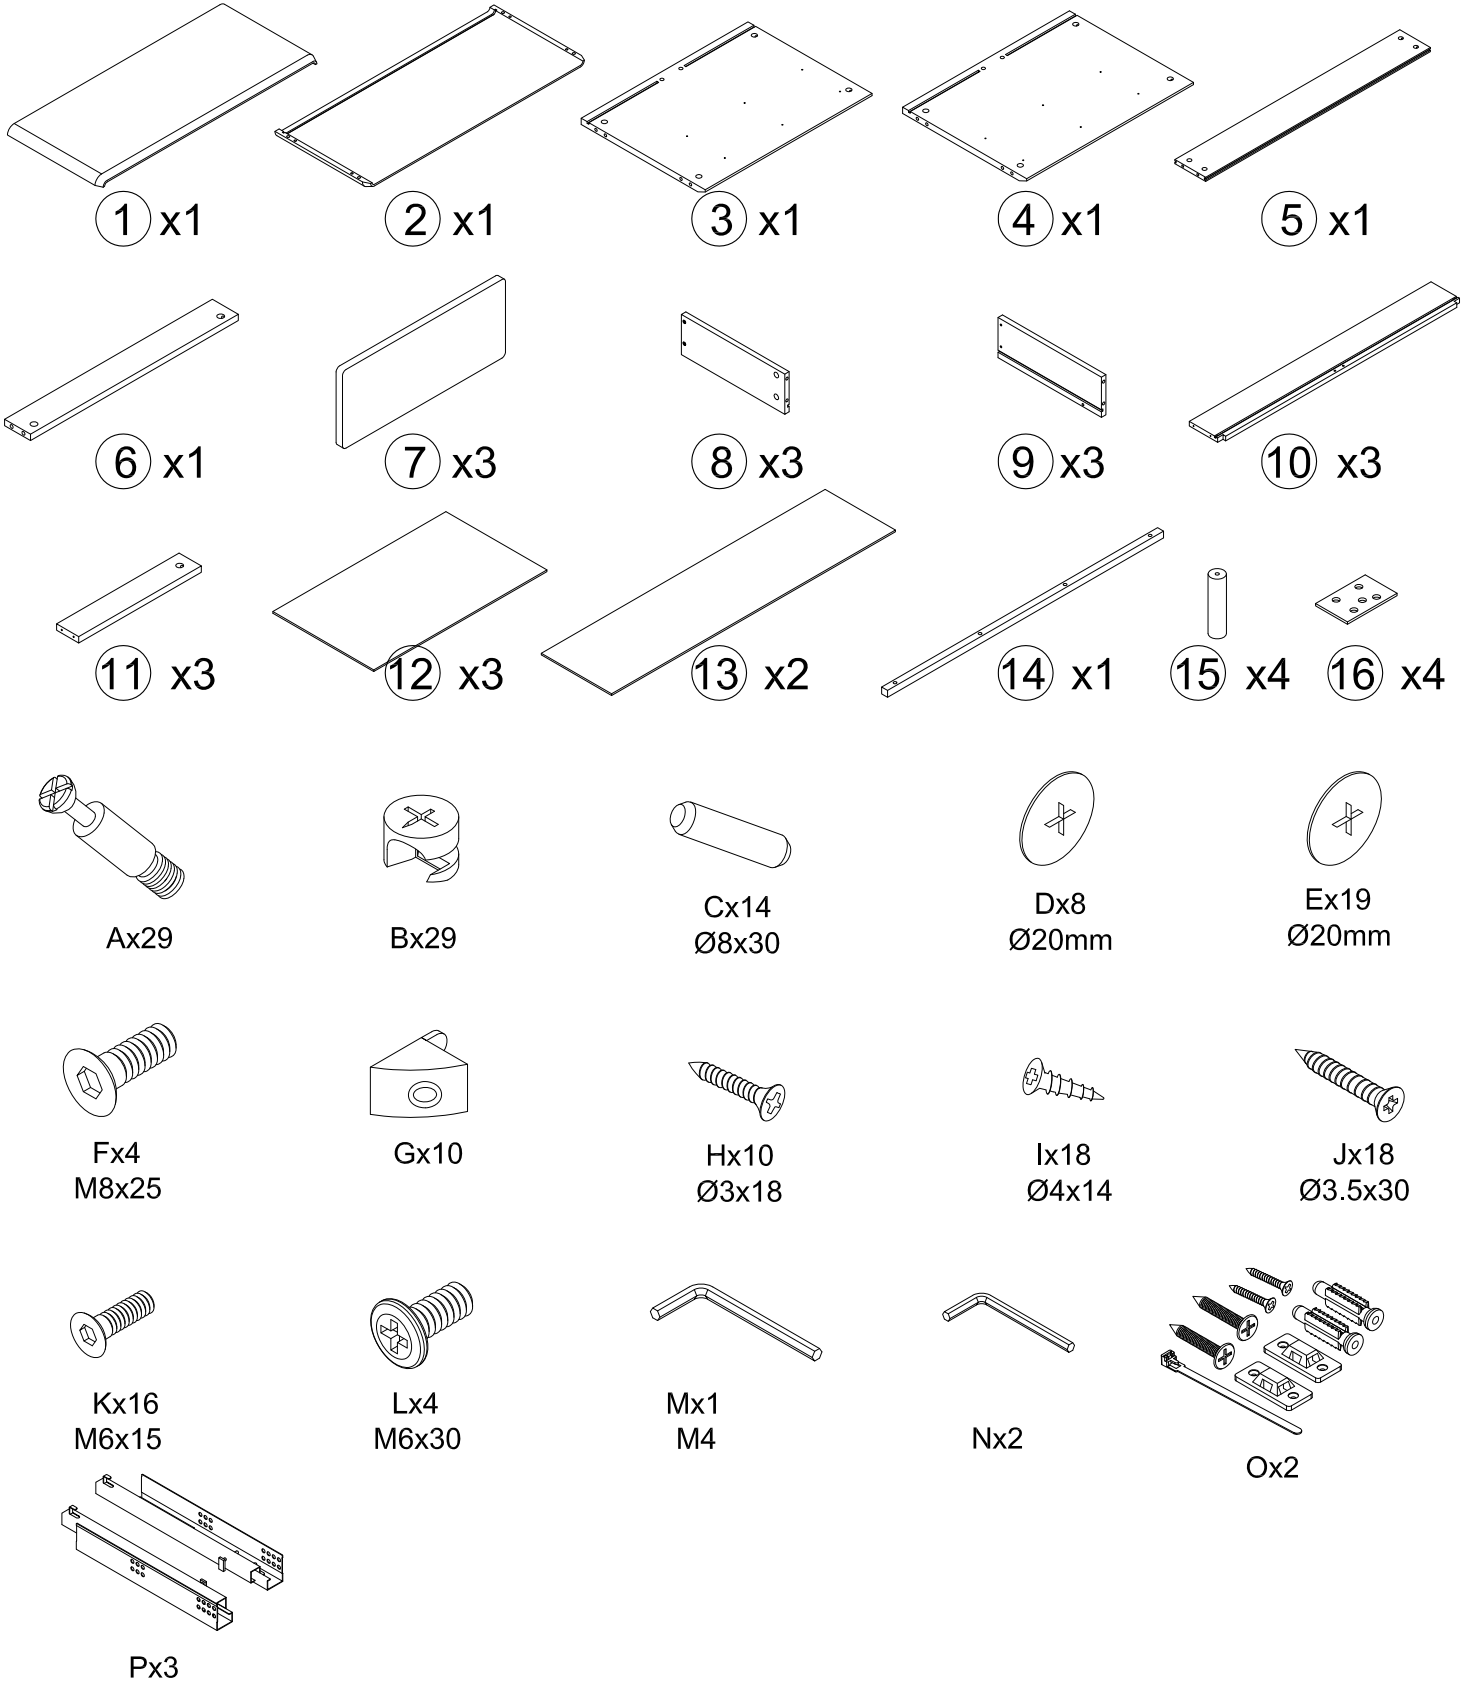 1 x1
2 x1
3 x1
4 x1
5 x1
6 x1
7 x3
8 x3
9 x3
10 x3
11 x3
12 x3
13 x2
14 x1
15 x4
16 x4
Ax29
Bx29
Cx14
Ø8x30
Dx8
Ø20mm
Ex19
Ø20mm
Fx4
M8x25
Gx10
Hx10
Ø3x18
Ix18
Ø4x14
Jx18
Ø3.5x30
Kx16
M6x15
Lx4
M6x30
Mx1
M4
Nx2
Ox2
Px3